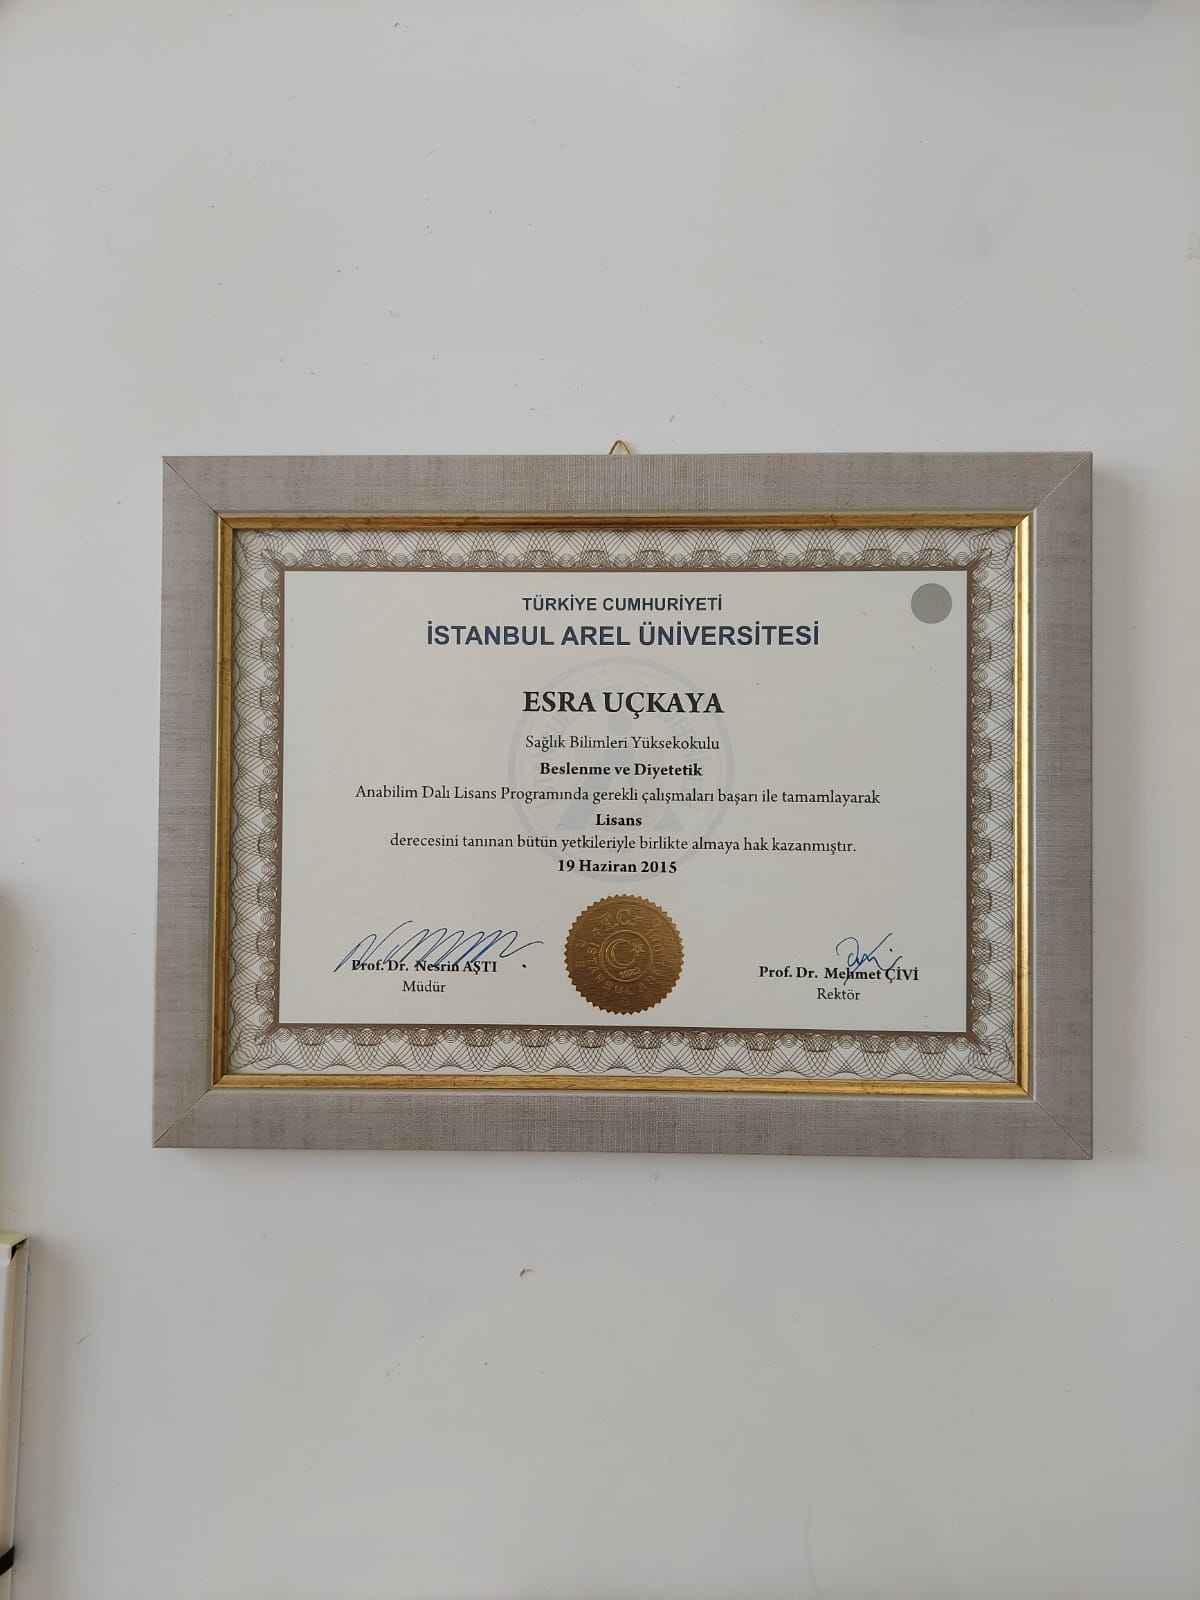 TÜRKİYE CUMHURİYETİ
İSTANBUL AREL ÜNİVERSİTESİ
ESRA UÇKAYA
Sağlık Bilimleri Yüksekokulu
Beslenme ve Diyetetik
Anabilim Dalı Lisans Programında gerekli çalışmaları başarı ile tamamlayarak
Lisans
derecesini tanınan bütün yetkileriyle birlikte almaya hak kazanmıştır.
19 Haziran 2015
Prof. Dr. Nesrin AŞTI
Müdür
Prof. Dr. Mehmet ÇİVİ
Rektör